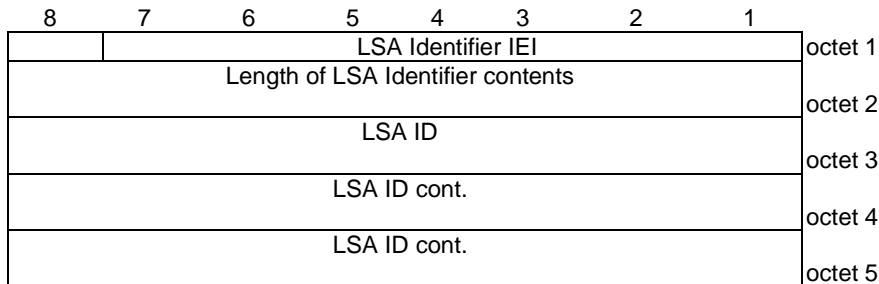 8 7 6 5 4 3 2 1
LSA Identifier IEI octet 1
Length of LSA Identifier contents
octet 2
LSA ID
octet 3
LSA ID cont.
octet 4
LSA ID cont.
octet 5